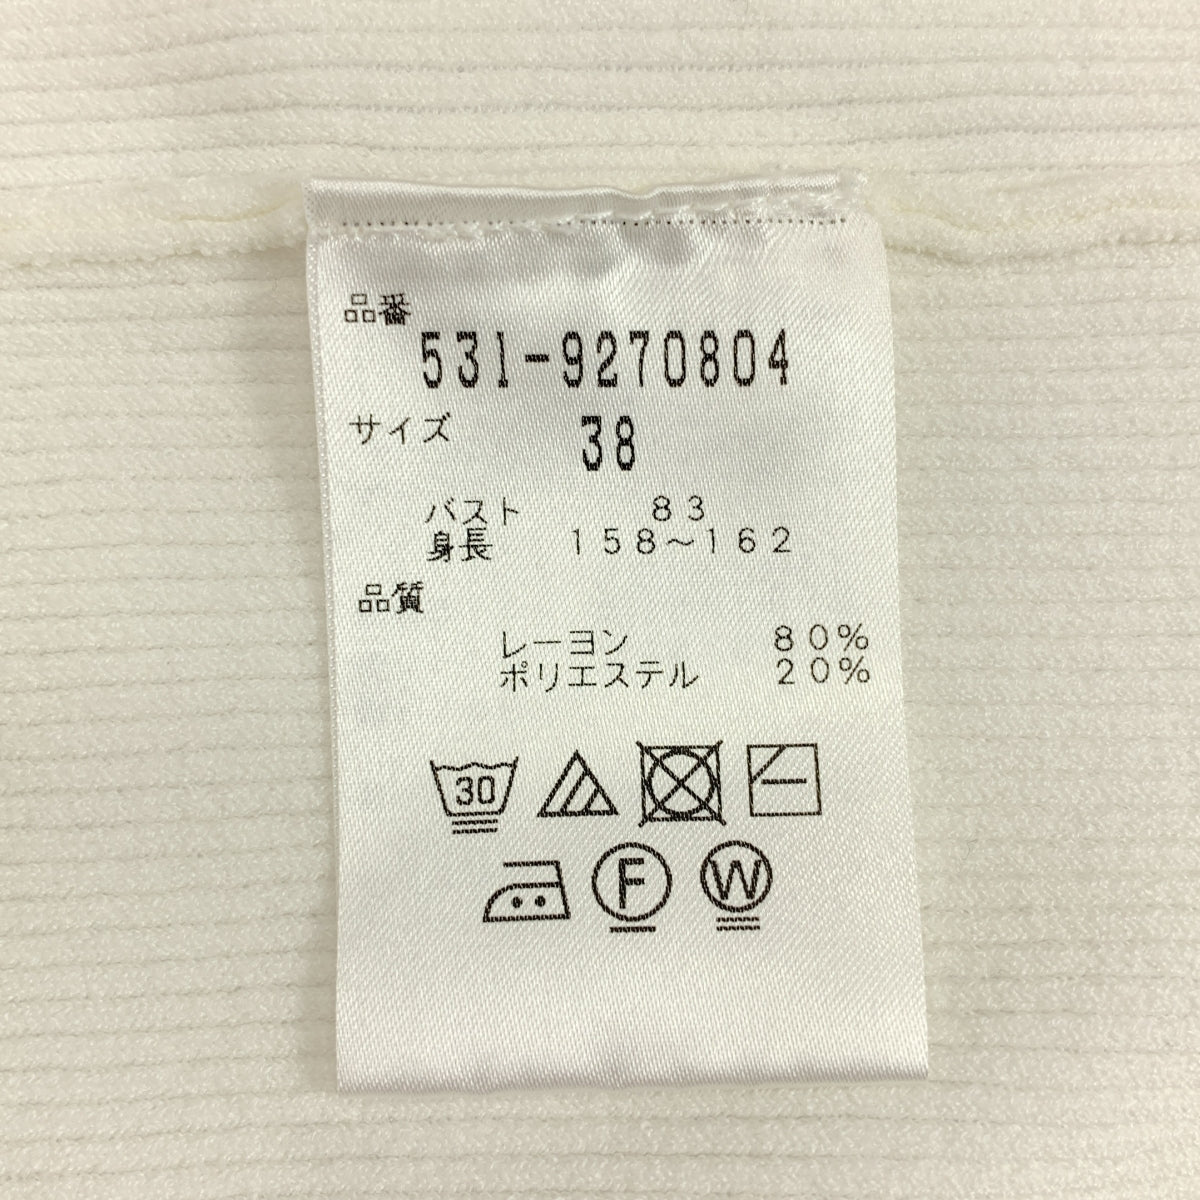 品番
531-9270804
サイズ 38
バスト 83
身長 158~162
品質
レーヨン 80%
ポリエステル 20%
30
F W